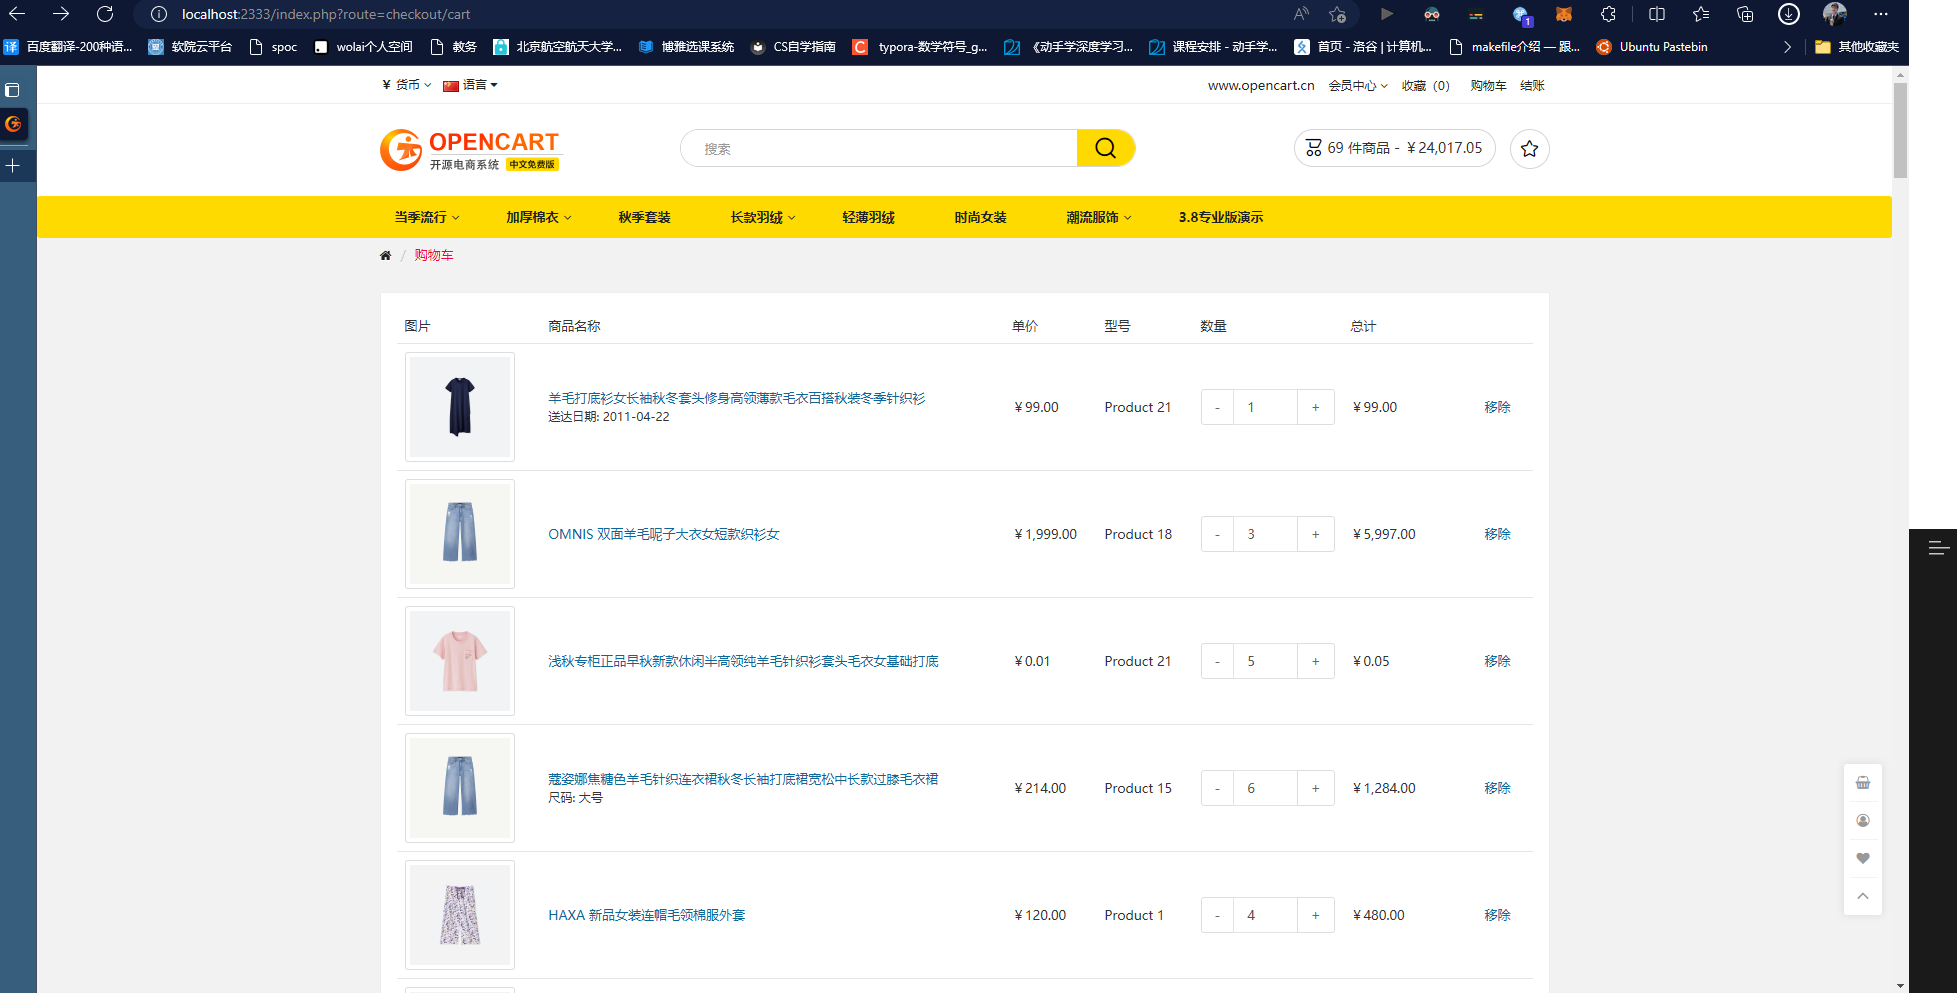 localhost:2333/index.php?route=checkout/cart
百度翻译-200种语... 软院云平台 spoc wolai个人空间 教务 北京航空航天大学... 博雅选课系统 CS自学指南 typora-数学符号_g... 《动手学深度学习... 课程安排 - 动手学... 首页 - 洛谷 | 计算机... makefile介绍 — 跟... Ubuntu Pastebin 其他收藏夹
¥ 货币 语言 www.opencart.cn 会员中心 收藏（0） 购物车 结账
OPENCART
开源电商系统 中文免费版
搜索
69 件商品 - ¥24,017.05
当季流行 加厚棉衣 秋季套装 长款羽绒 轻薄羽绒 时尚女装 潮流服饰 3.8专业版演示
/ 购物车
图片 商品名称 单价 型号 数量 总计
羊毛打底衫女长袖秋冬套头修身高领薄款毛衣百搭秋装冬季针织衫
送达日期: 2011-04-22
¥99.00 Product 21 - 1 + ¥99.00 移除
OMNIS 双面羊毛呢子大衣女短款织衫女 ¥1,999.00 Product 18 - 3 + ¥5,997.00 移除
浅秋专柜正品早秋新款休闲半高领纯羊毛针织衫套头毛衣女基础打底 ¥0.01 Product 21 - 5 + ¥0.05 移除
蔻姿娜焦糖色羊毛针织连衣裙秋冬长袖打底裙宽松中长款过膝毛衣裙
尺码: 大号
¥214.00 Product 15 - 6 + ¥1,284.00 移除
HAXA 新品女装连帽毛领棉服外套 ¥120.00 Product 1 - 4 + ¥480.00 移除